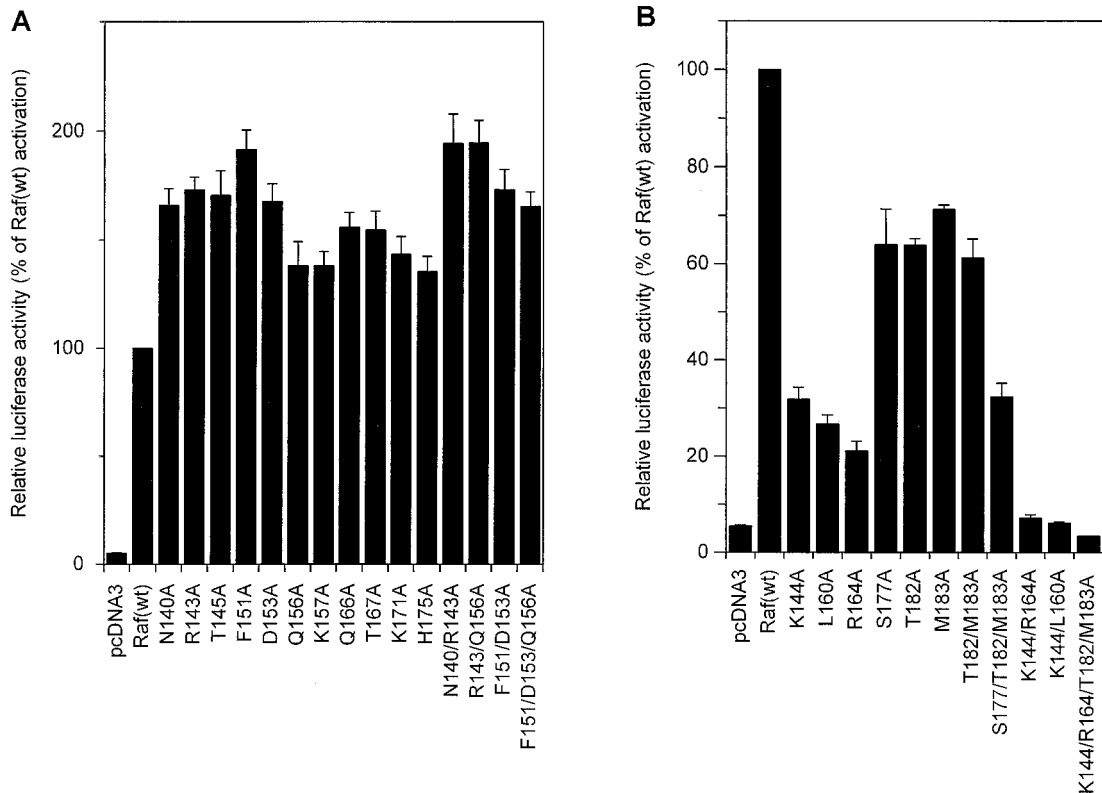 A
Relative luciferase activity (% of Raf(wt) activation)
200
100
0
pcDNA3
Raf(wt)
N140A
R143A
T145A
F151A
D153A
Q156A
K157A
Q166A
T167A
K171A
H175A
N140/R143A
R143/Q156A
F151/D153A
F151/D153/Q156A
B
Relative luciferase activity (% of Raf(wt) activation)
100
80
60
40
20
0
pcDNA3
Raf(wt)
K144A
L160A
R164A
S177A
T182A
M183A
T182/M183A
S177/T182/M183A
K144/R164A
K144/L160A
K144/R164/T182/M183A